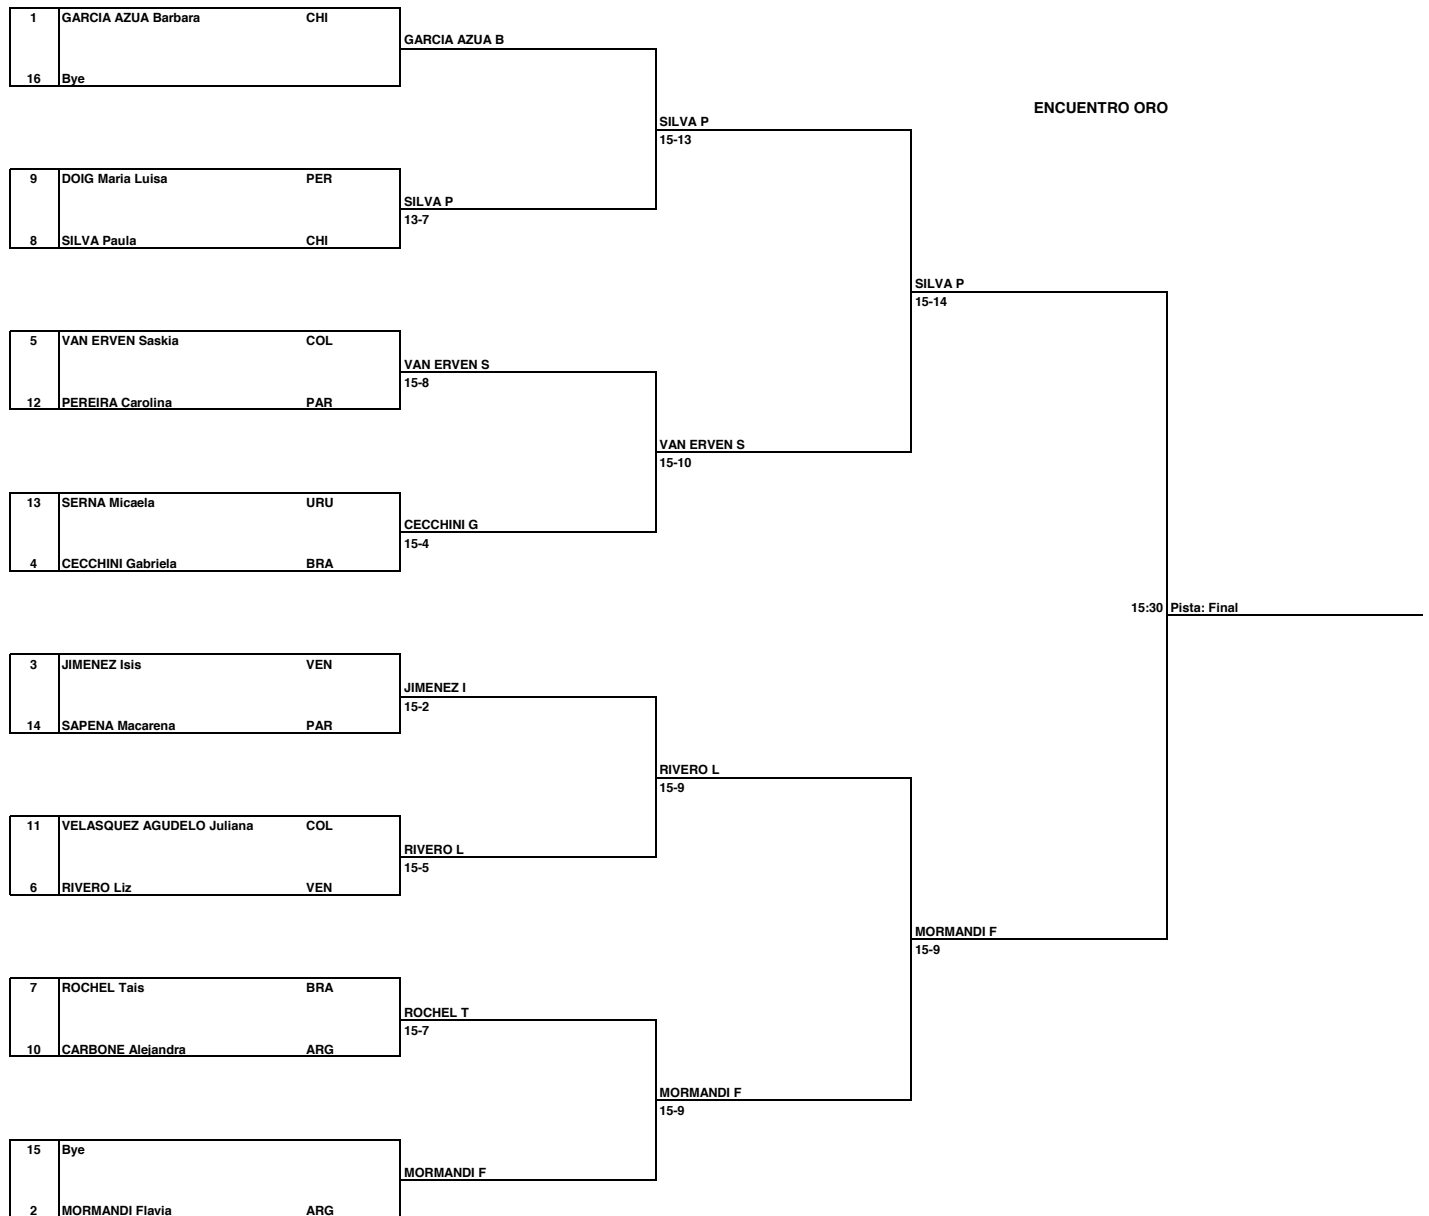 1 GARCIA AZUA Barbara CHI
GARCIA AZUA B
16 Bye
ENCUENTRO ORO
SILVA P
15-13
9 DOIG Maria Luisa PER
SILVA P
13-7
8 SILVA Paula CHI
SILVA P
15-14
5 VAN ERVEN Saskia COL
VAN ERVEN S
15-8
12 PEREIRA Carolina PAR
VAN ERVEN S
15-10
13 SERNA Micaela URU
CECCHINI G
15-4
4 CECCHINI Gabriela BRA
15:30 Pista: Final
3 JIMENEZ Isis VEN
JIMENEZ I
15-2
14 SAPENA Macarena PAR
RIVERO L
15-9
11 VELASQUEZ AGUDELO Juliana COL
RIVERO L
15-5
6 RIVERO Liz VEN
MORMANDI F
15-9
7 ROCHEL Tais BRA
ROCHEL T
15-7
10 CARBONE Alejandra ARG
MORMANDI F
15-9
15 Bye
MORMANDI F
2 MORMANDI Flavia ARG